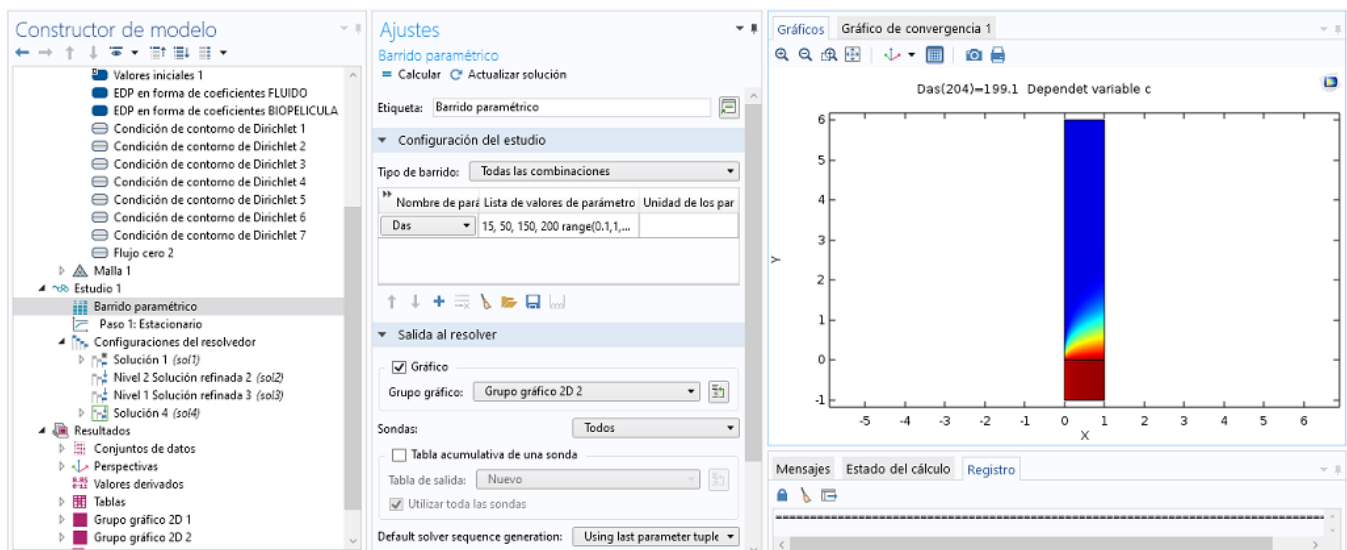 Constructor de modelo
Valores iniciales 1
EDP en forma de coeficientes FLUIDO
EDP en forma de coeficientes BIOPELICULA
Condición de contorno de Dirichlet 1
Condición de contorno de Dirichlet 2
Condición de contorno de Dirichlet 3
Condición de contorno de Dirichlet 4
Condición de contorno de Dirichlet 5
Condición de contorno de Dirichlet 6
Condición de contorno de Dirichlet 7
Flujo cero 2
Malla 1
Estudio 1
Barrido paramétrico
Paso 1: Estacionario
Configuraciones del resolvedor
Solución 1 (sol1)
Nivel 2 Solución refinada 2 (sol2)
Nivel 1 Solución refinada 3 (sol3)
Solución 4 (sol4)
Resultados
Conjuntos de datos
Perspectivas
8.85
e-12 Valores derivados
Tablas
Grupo gráfico 2D 1
Grupo gráfico 2D 2
Ajustes
Barrido paramétrico
= Calcular Actualizar solución
Etiqueta: Barrido paramétrico
Configuración del estudio
Tipo de barrido: Todas las combinaciones
Nombre de pará Lista de valores de parámetro Unidad de los par
Das 15, 50, 150, 200 range(0.1,1,...
Salida al resolver
Gráfico
Grupo gráfico: Grupo gráfico 2D 2
Sondas: Todos
Tabla acumulativa de una sonda
Tabla de salida: Nuevo
Utilizar toda las sondas
Default solver sequence generation: Using last parameter tuple
Gráficos Gráfico de convergencia 1
Das(204)=199.1 Dependet variable c
6
5
4
3
2
1
0
-1
Y
-5 -4 -3 -2 -1 0 1 2 3 4 5 6
X
Mensajes Estado del cálculo Registro